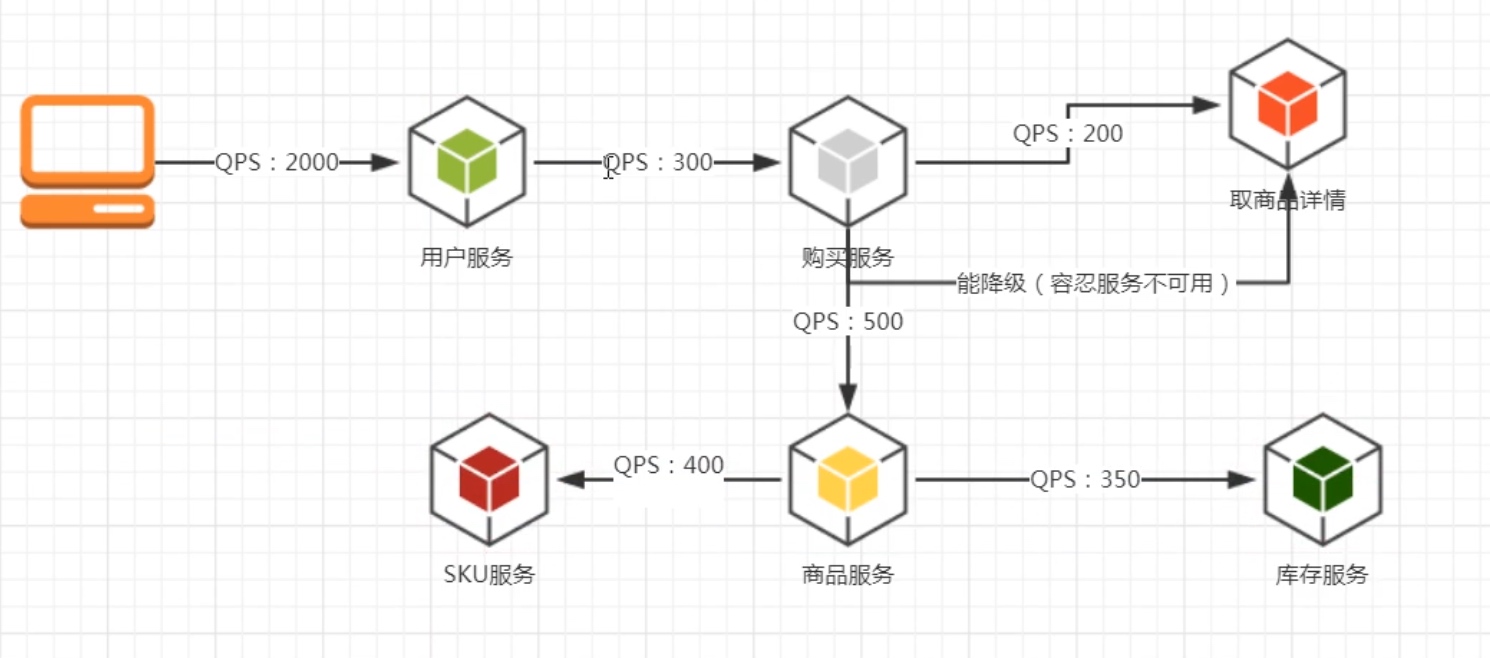 QPS：2000
QPS：300
QPS：200
取商品详情
用户服务
购买服务
能降级（容忍服务不可用）
QPS：500
QPS：400
QPS：350
SKU服务
商品服务
库存服务